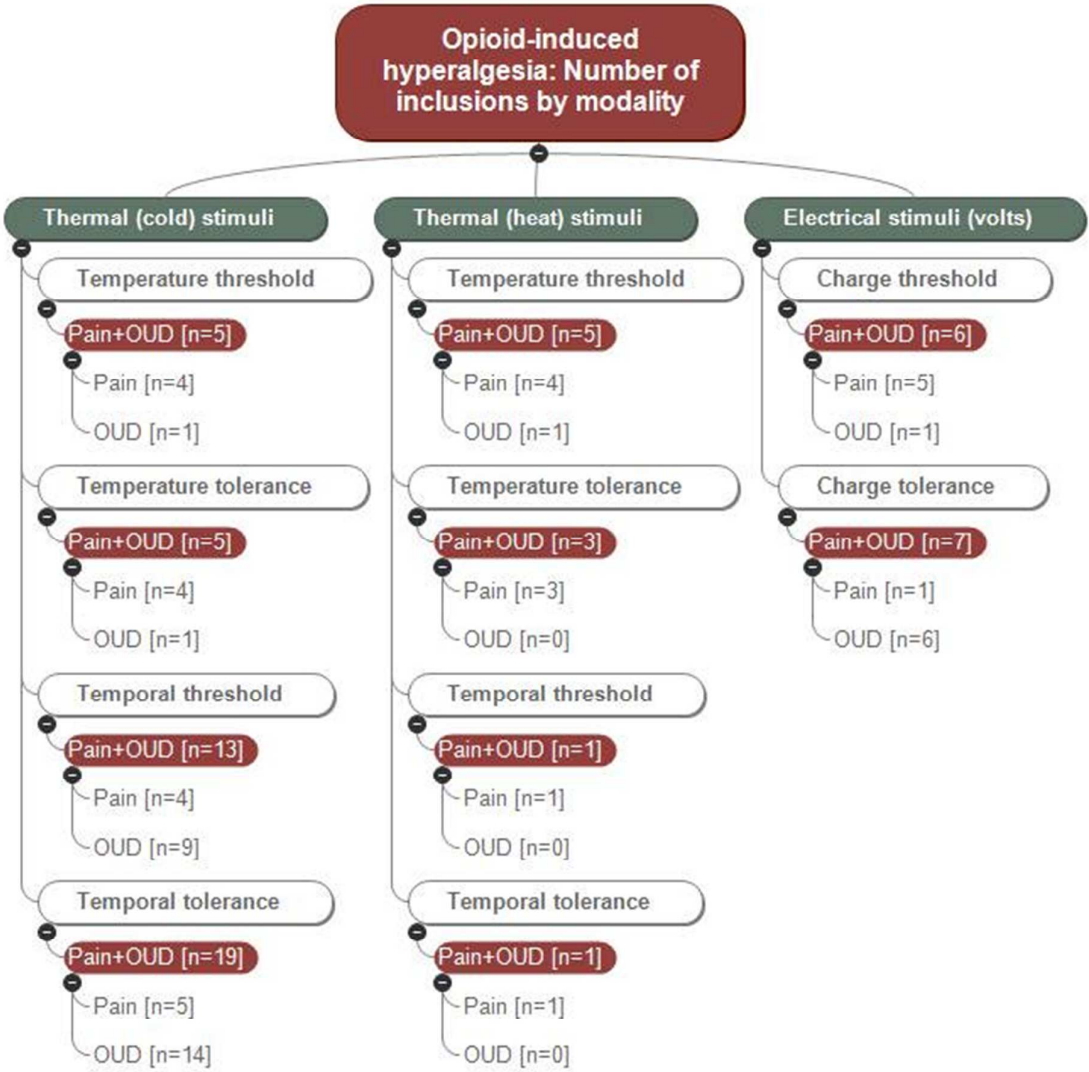 Opioid-induced
hyperalgesia: Number of
inclusions by modality
Thermal (cold) stimuli
Temperature threshold
Pain+OUD [n=5]
Pain [n=4]
OUD [n=1]
Temperature tolerance
Pain+OUD [n=5]
Pain [n=4]
OUD [n=1]
Temporal threshold
Pain+OUD [n=13]
Pain [n=4]
OUD [n=9]
Temporal tolerance
Pain+OUD [n=19]
Pain [n=5]
OUD [n=14]
Thermal (heat) stimuli
Temperature threshold
Pain+OUD [n=5]
Pain [n=4]
OUD [n=1]
Temperature tolerance
Pain+OUD [n=3]
Pain [n=3]
OUD [n=0]
Temporal threshold
Pain+OUD [n=1]
Pain [n=1]
OUD [n=0]
Temporal tolerance
Pain+OUD [n=1]
Pain [n=1]
OUD [n=0]
Electrical stimuli (volts)
Charge threshold
Pain+OUD [n=6]
Pain [n=5]
OUD [n=1]
Charge tolerance
Pain+OUD [n=7]
Pain [n=1]
OUD [n=6]